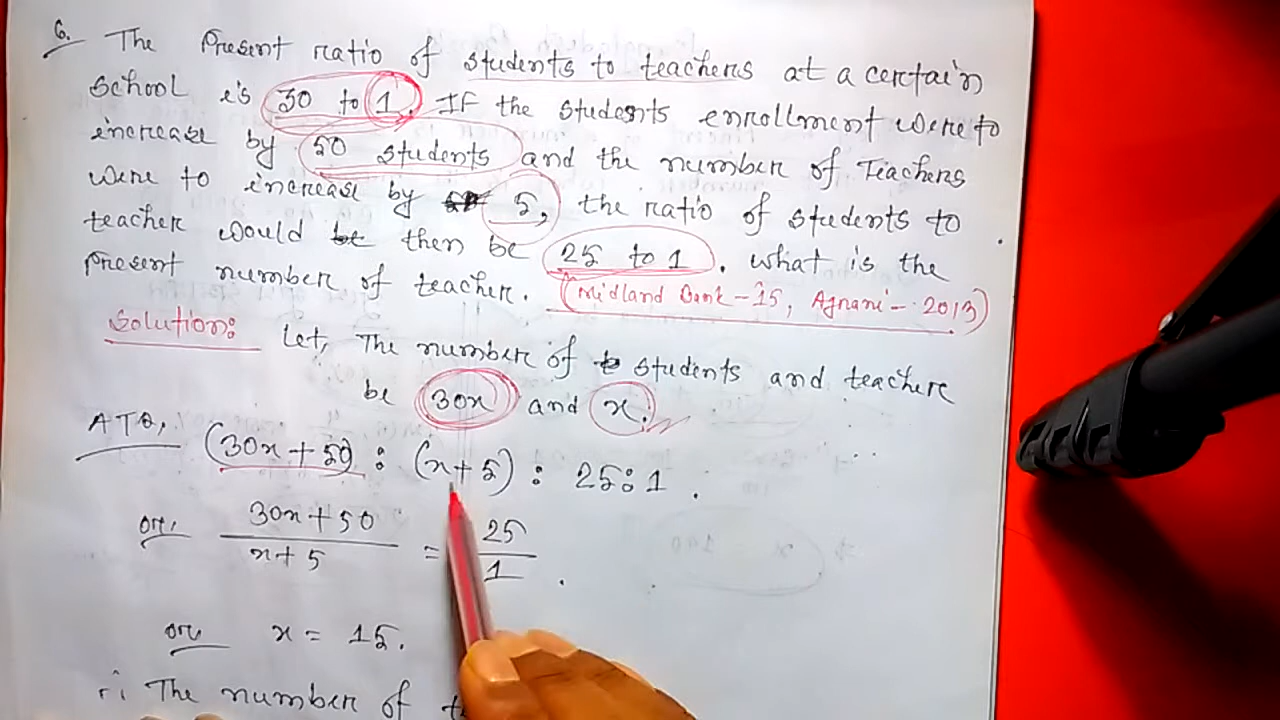 6. The Present ratio of students to teachers at a certain
school is 30 to 1. If the students enrollment were to
increase by 50 students and the number of Teachers
were to increase by 5, the ratio of students to
teacher would be then be 25 to 1. what is the
Present number of teacher. (Midland Bank-15, Agrani-2013)
Solution: Let, The number of students and teacher
be 30x and x.
ATQ, (30x+50) : (x+5) : 25:1.
or, 30x+50 / x+5 = 25 / 1.
or, x = 15.
∴ The number of